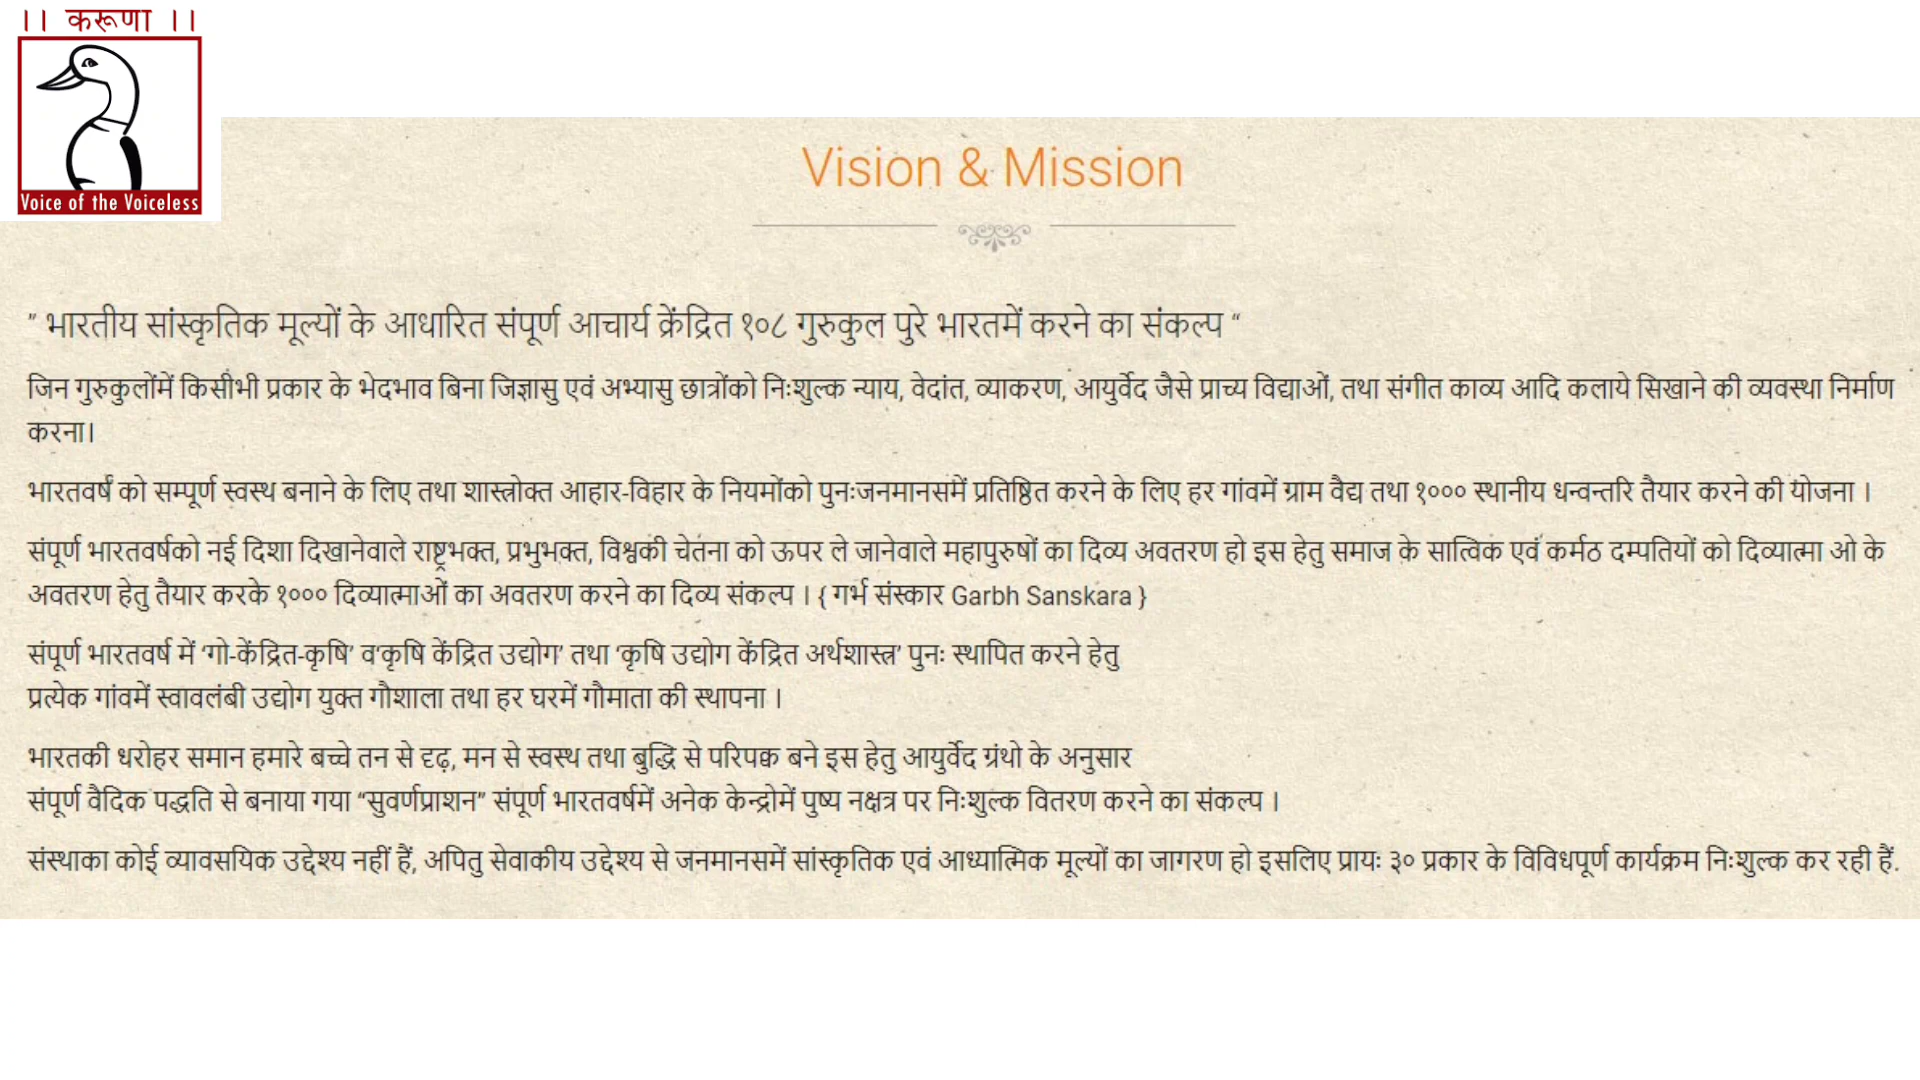 ।। करूणा ।।
Voice of the Voiceless
Vision & Mission
” भारतीय सांस्कृतिक मूल्यों के आधारित संपूर्ण आचार्य क्रेंद्रित १०८ गुरुकुल पुरे भारतमें करने का संकल्प “
जिन गुरुकुलोंमें किसीभी प्रकार के भेदभाव बिना जिज्ञासु एवं अभ्यासु छात्रोंको निःशुल्क न्याय, वेदांत, व्याकरण, आयुर्वेद जैसे प्राच्य विद्याओं, तथा संगीत काव्य आदि कलाये सिखाने की व्यवस्था निर्माण
करना।
भारतवर्ष को सम्पूर्ण स्वस्थ बनाने के लिए तथा शास्त्रोक्त आहार-विहार के नियमोंको पुनःजनमानसमें प्रतिष्ठित करने के लिए हर गांवमें ग्राम वैद्य तथा १००० स्थानीय धन्वन्तरि तैयार करने की योजना ।
संपूर्ण भारतवर्षको नई दिशा दिखानेवाले राष्ट्रभक्त, प्रभुभक्त, विश्वकी चेतना को ऊपर ले जानेवाले महापुरुषों का दिव्य अवतरण हो इस हेतु समाज के सात्विक एवं कर्मठ दम्पतियों को दिव्यात्मा ओ के
अवतरण हेतु तैयार करके १००० दिव्यात्माओं का अवतरण करने का दिव्य संकल्प । { गर्भ संस्कार Garbh Sanskara }
संपूर्ण भारतवर्ष में ‘गो-केंद्रित-कृषि’ व‘कृषि केंद्रित उद्योग’ तथा ‘कृषि उद्योग केंद्रित अर्थशास्त्र’ पुनः स्थापित करने हेतु
प्रत्येक गांवमें स्वावलंबी उद्योग युक्त गौशाला तथा हर घरमें गौमाता की स्थापना ।
भारतकी धरोहर समान हमारे बच्चे तन से दृढ़, मन से स्वस्थ तथा बुद्धि से परिपक्व बने इस हेतु आयुर्वेद ग्रंथो के अनुसार
संपूर्ण वैदिक पद्धति से बनाया गया “सुवर्णप्राशन” संपूर्ण भारतवर्षमें अनेक केन्द्रोमें पुष्य नक्षत्र पर निःशुल्क वितरण करने का संकल्प ।
संस्थाका कोई व्यावसयिक उद्देश्य नहीं हैं, अपितु सेवाकीय उद्देश्य से जनमानसमें सांस्कृतिक एवं आध्यात्मिक मूल्यों का जागरण हो इसलिए प्रायः ३० प्रकार के विविधपूर्ण कार्यक्रम निःशुल्क कर रही हैं.